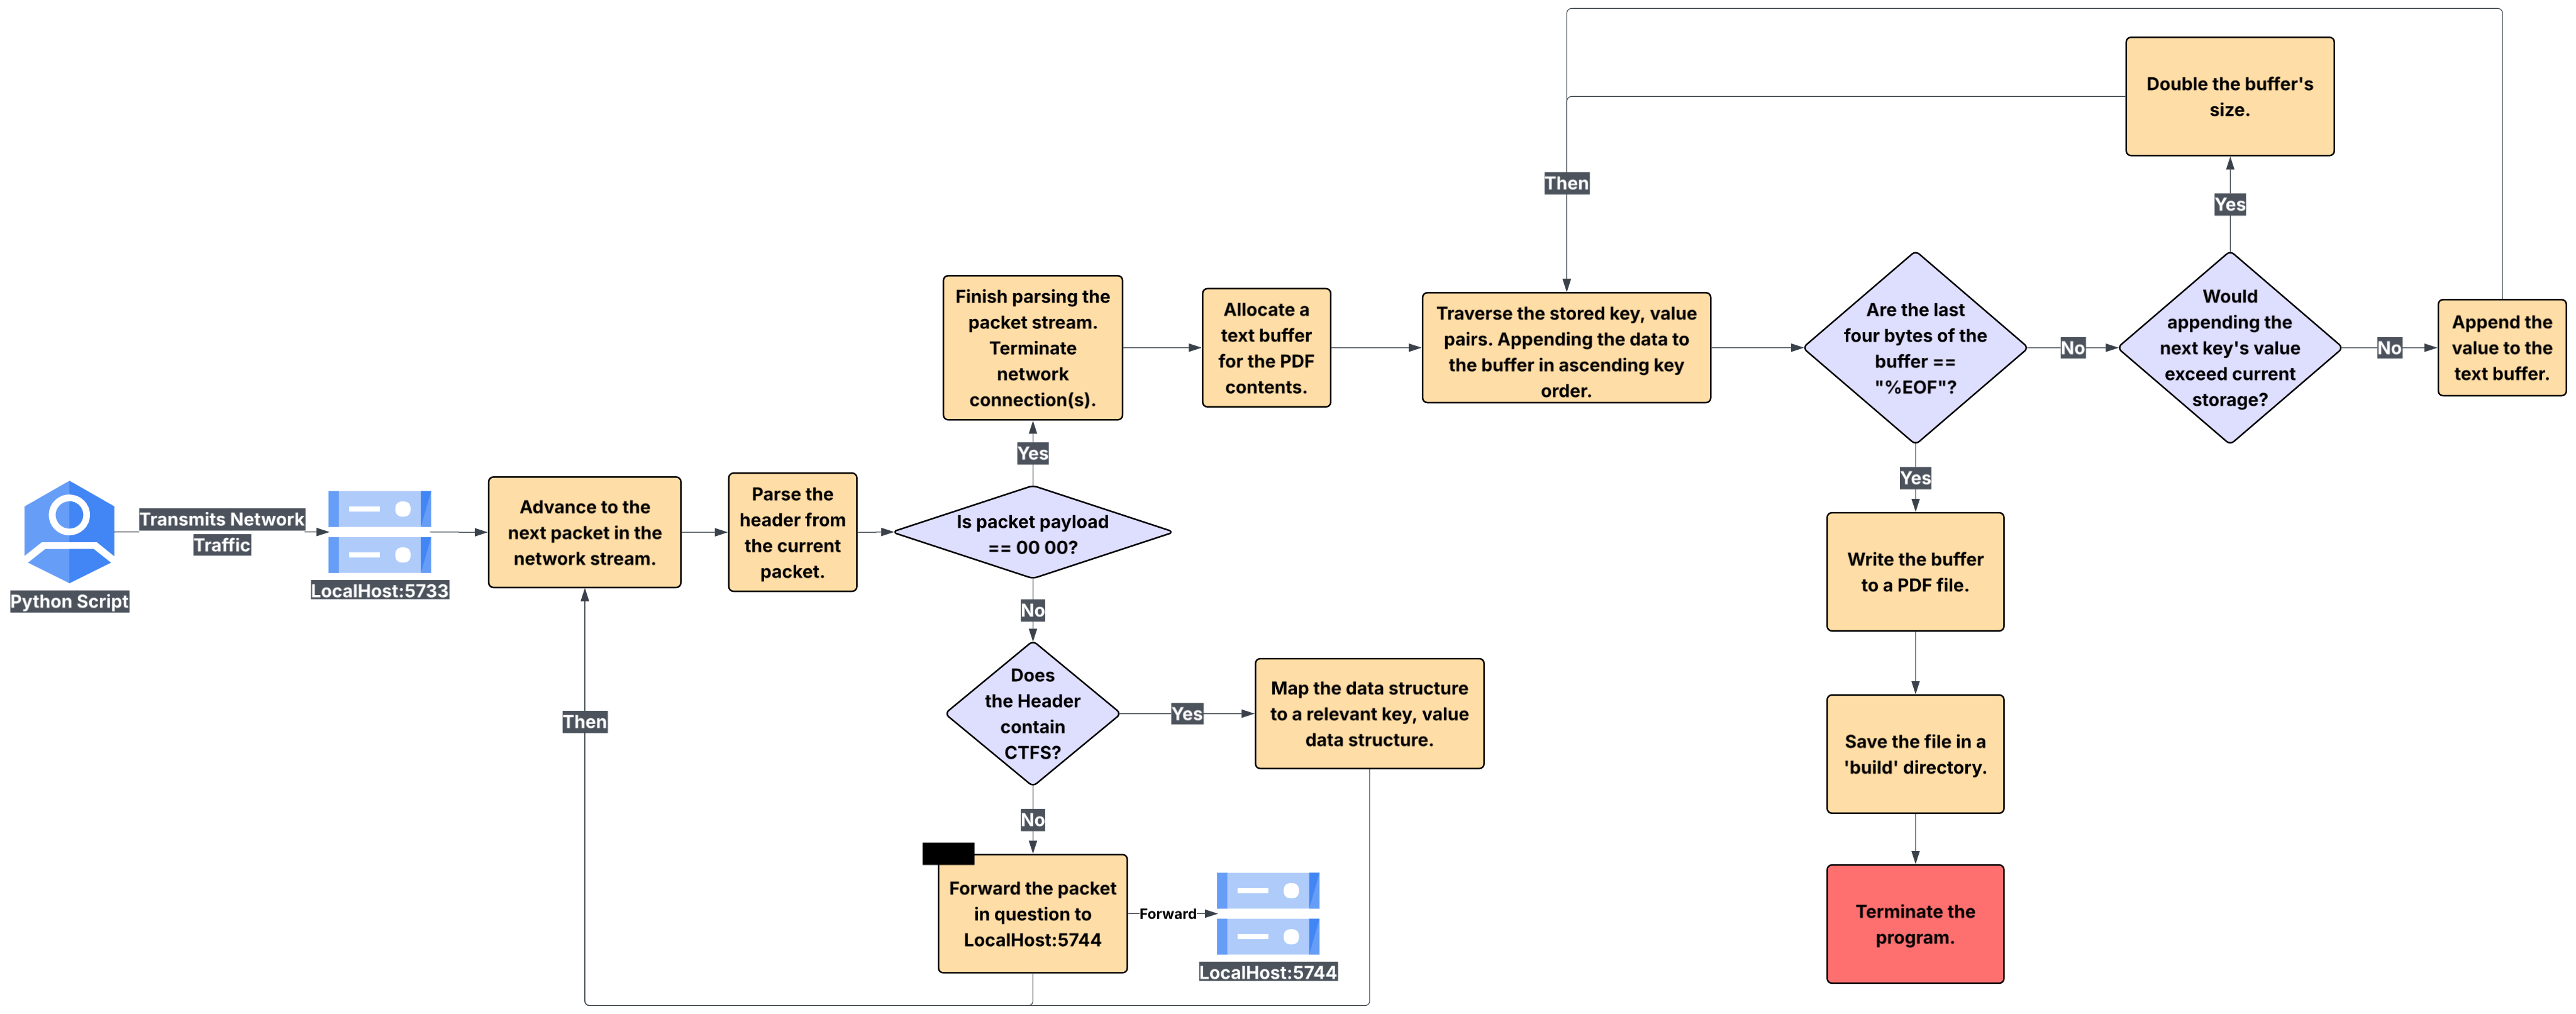 Python Script
Transmits Network
Traffic
LocalHost:5733
Advance to the
next packet in the
network stream.
Parse the
header from
the current
packet.
Is packet payload
== 00 00?
Yes
Finish parsing the
packet stream.
Terminate
network
connection(s).
Allocate a
text buffer
for the PDF
contents.
Then
Traverse the stored key, value
pairs. Appending the data to
the buffer in ascending key
order.
Are the last
four bytes of the
buffer ==
"%EOF"?
No
Would
appending the
next key's value
exceed current
storage?
Yes
Double the buffer's
size.
No
Append the
value to the
text buffer.
Yes
Write the buffer
to a PDF file.
Save the file in a
'build' directory.
Terminate the
program.
No
Does
the Header
contain
CTFS?
Yes
Map the data structure
to a relevant key, value
data structure.
No
Forward the packet
in question to
LocalHost:5744
Forward
LocalHost:5744
Then